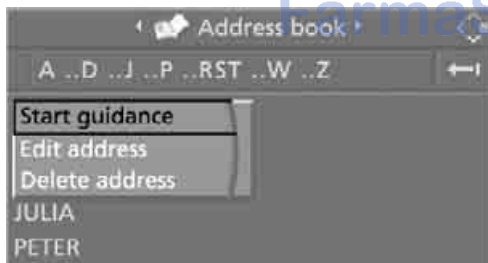 Address book
A ..D ..J ..P ..RST ..W ..Z
Start guidance
Edit address
Delete address
JULIA
PETER